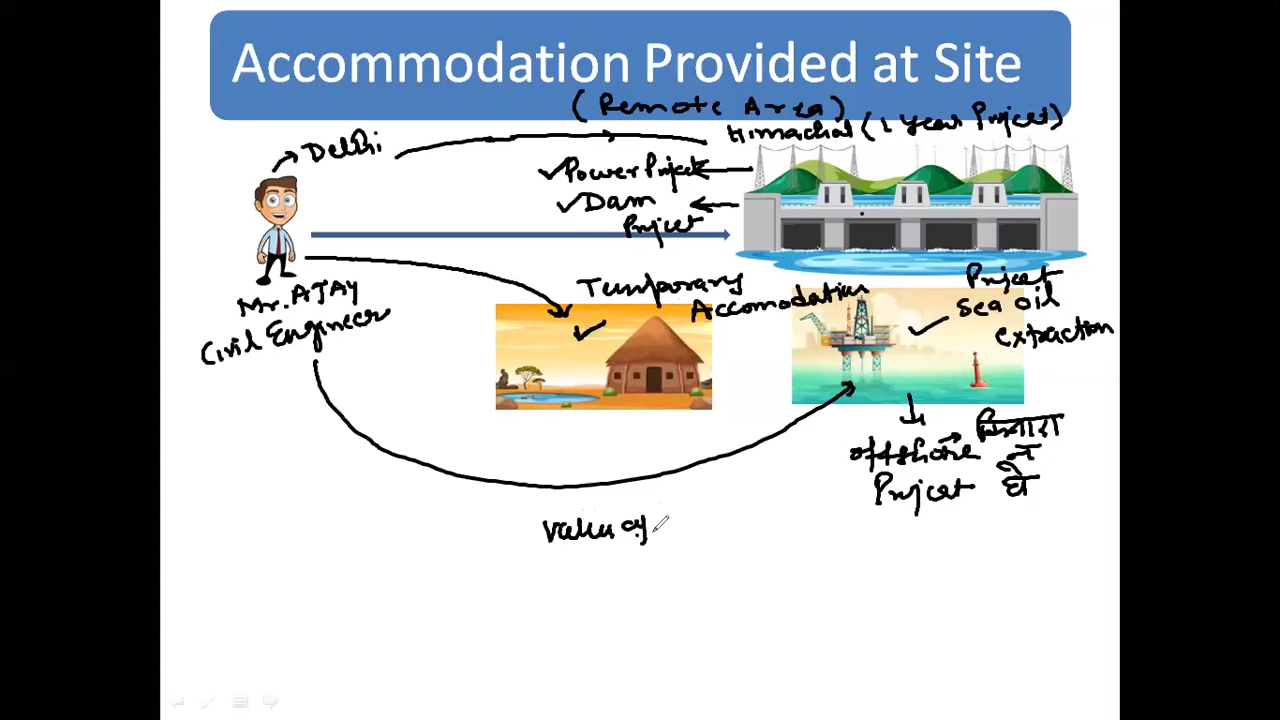 Accommodation Provided at Site
( Remote Area )
Himachal ( 1 Year Project )
Delhi
Power Project
Dam
Project
Mr. AJAY
Civil Engineer
Temporary
Accomodation
Project
Sea Oil
extraction
offshore
Project
Value of